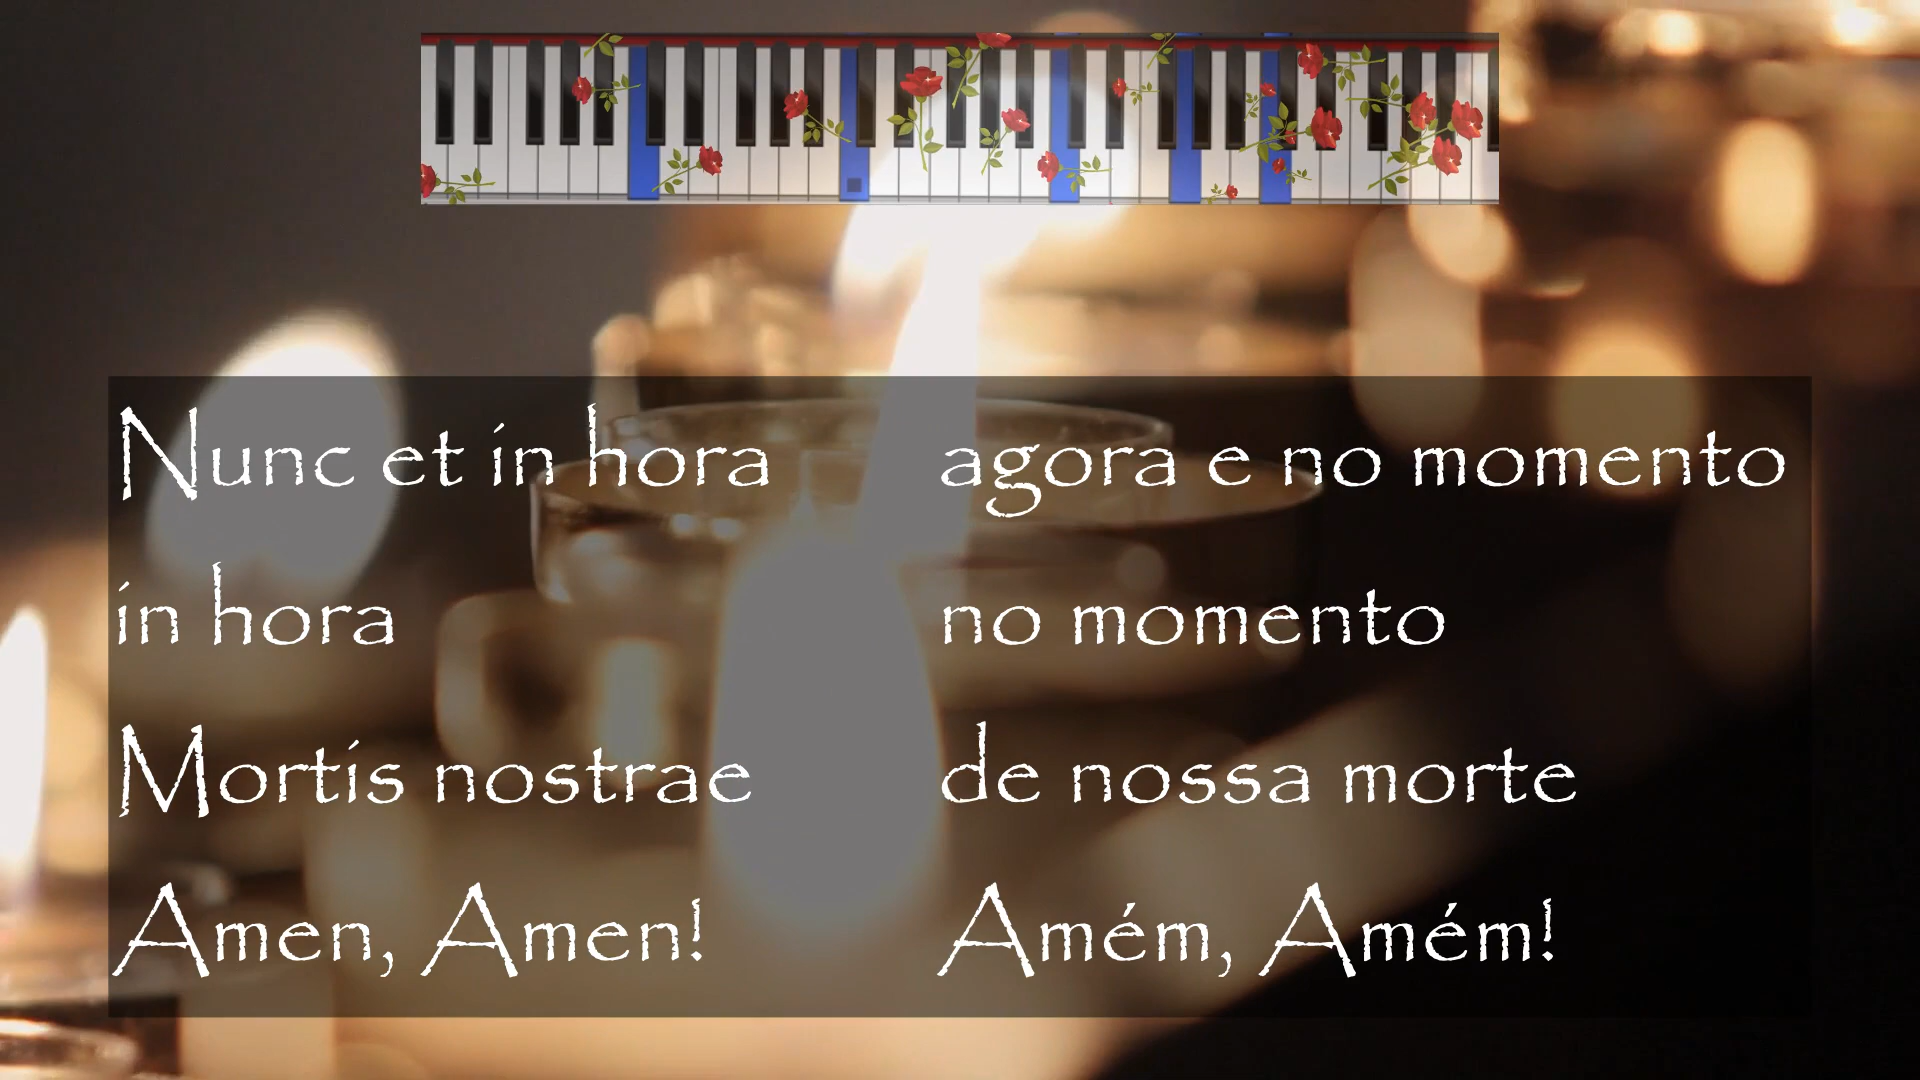 Nunc et in hora
in hora
Mortis nostrae
Amen, Amen!
agora e no momento
no momento
de nossa morte
Amém, Amém!